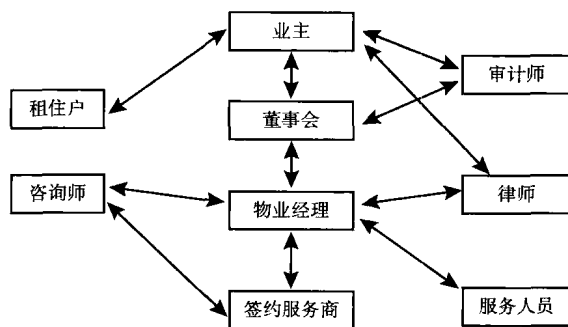 业主
审计师
租住户
董事会
咨询师
物业经理
律师
签约服务商
服务人员